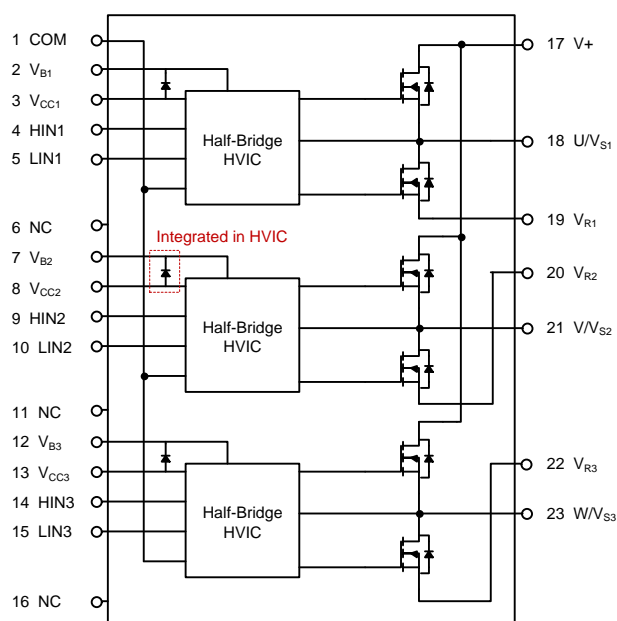 1 COM
2 VB1
3 VCC1
4 HIN1
5 LIN1
6 NC
7 VB2
8 VCC2
9 HIN2
10 LIN2
11 NC
12 VB3
13 VCC3
14 HIN3
15 LIN3
16 NC
Half-Bridge
HVIC
Integrated in HVIC
Half-Bridge
HVIC
Half-Bridge
HVIC
17 V+
18 U/VS1
19 VR1
20 VR2
21 V/VS2
22 VR3
23 W/VS3